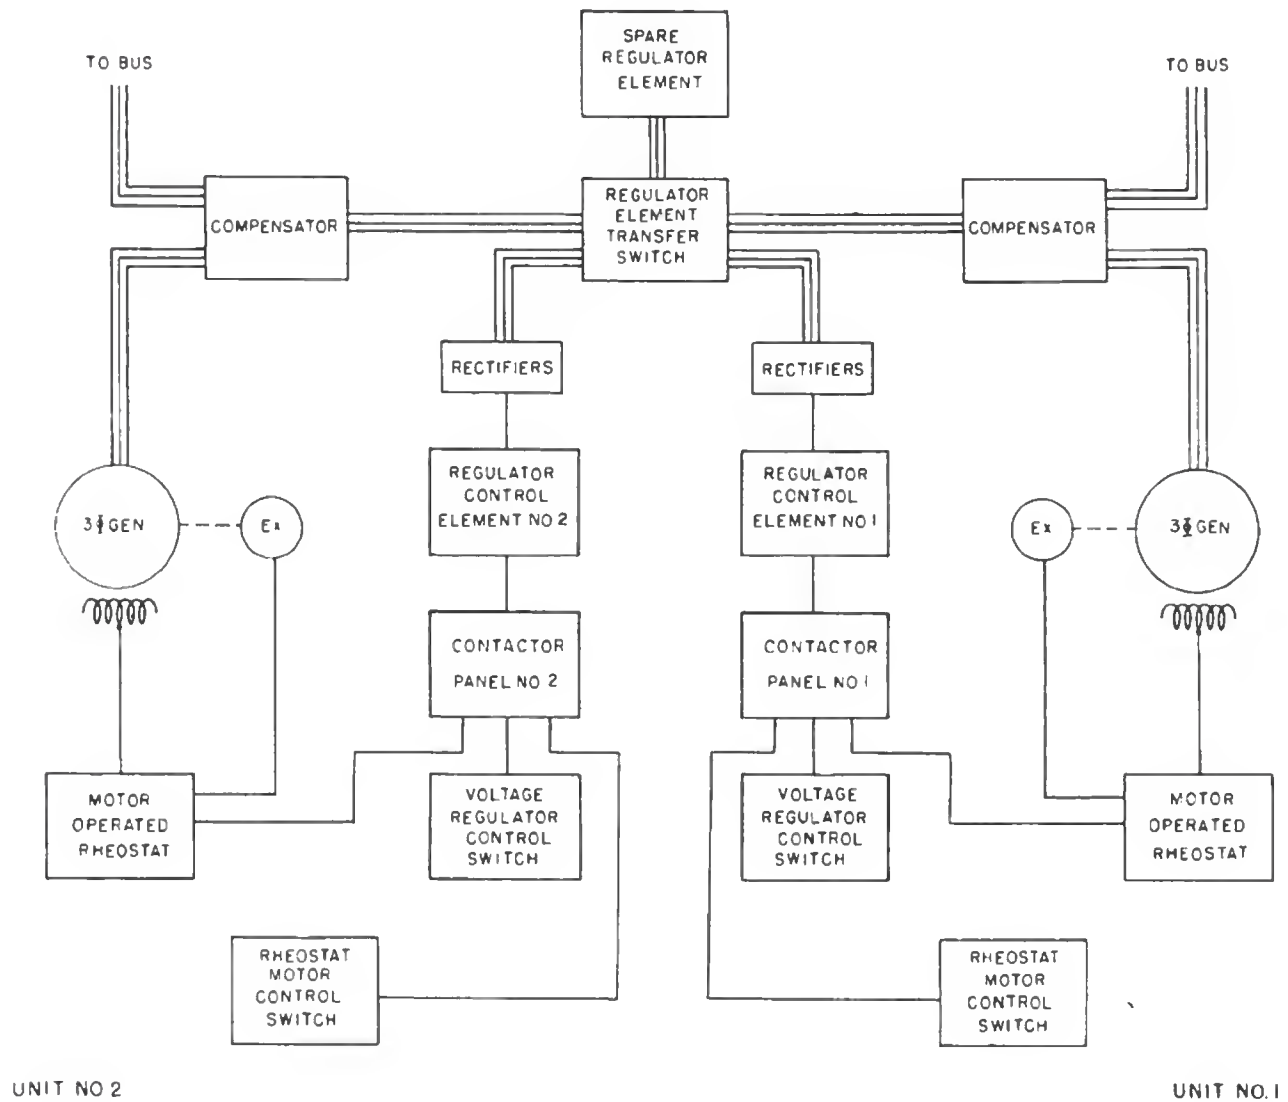 SPARE
REGULATOR
ELEMENT
TO BUS
TO BUS
COMPENSATOR
REGULATOR
ELEMENT
TRANSFER
SWITCH
COMPENSATOR
RECTIFIERS
RECTIFIERS
3Φ GEN
EX
REGULATOR
CONTROL
ELEMENT NO 2
REGULATOR
CONTROL
ELEMENT NO 1
EX
3Φ GEN
CONTACTOR
PANEL NO 2
CONTACTOR
PANEL NO 1
MOTOR
OPERATED
RHEOSTAT
VOLTAGE
REGULATOR
CONTROL
SWITCH
VOLTAGE
REGULATOR
CONTROL
SWITCH
MOTOR
OPERATED
RHEOSTAT
RHEOSTAT
MOTOR
CONTROL
SWITCH
RHEOSTAT
MOTOR
CONTROL
SWITCH
UNIT NO 2
UNIT NO. 1